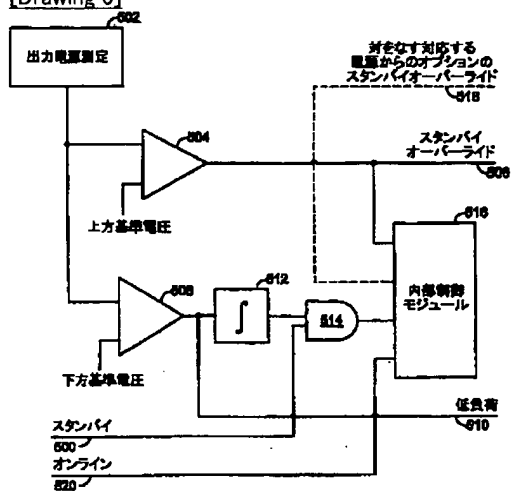 [Drawing 6]
602
出力電源測定
対をなす対応する
電源からのオプションの
スタンバイオーバーライド
618
604
スタンバイ
オーバーライド
606
上方基準電圧
616
608
612
∫
614
内部制御
モジュール
下方基準電圧
低負荷
610
スタンバイ
600
オンライン
620